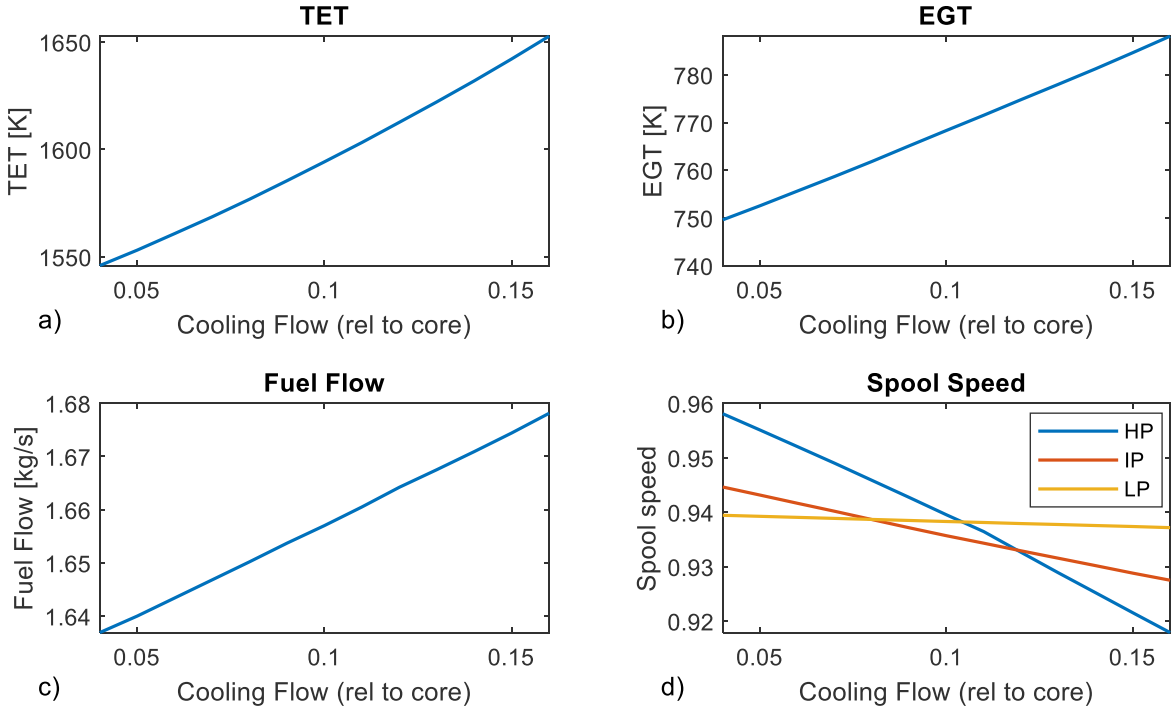 TET
TET [K]
1650
1600
1550
0.05 0.1 0.15
Cooling Flow (rel to core)
a)
EGT
EGT [K]
780
770
760
750
740
0.05 0.1 0.15
Cooling Flow (rel to core)
b)
Fuel Flow
Fuel Flow [kg/s]
1.68
1.67
1.66
1.65
1.64
0.05 0.1 0.15
Cooling Flow (rel to core)
c)
Spool Speed
Spool speed
0.96
0.95
0.94
0.93
0.92
HP
IP
LP
0.05 0.1 0.15
Cooling Flow (rel to core)
d)